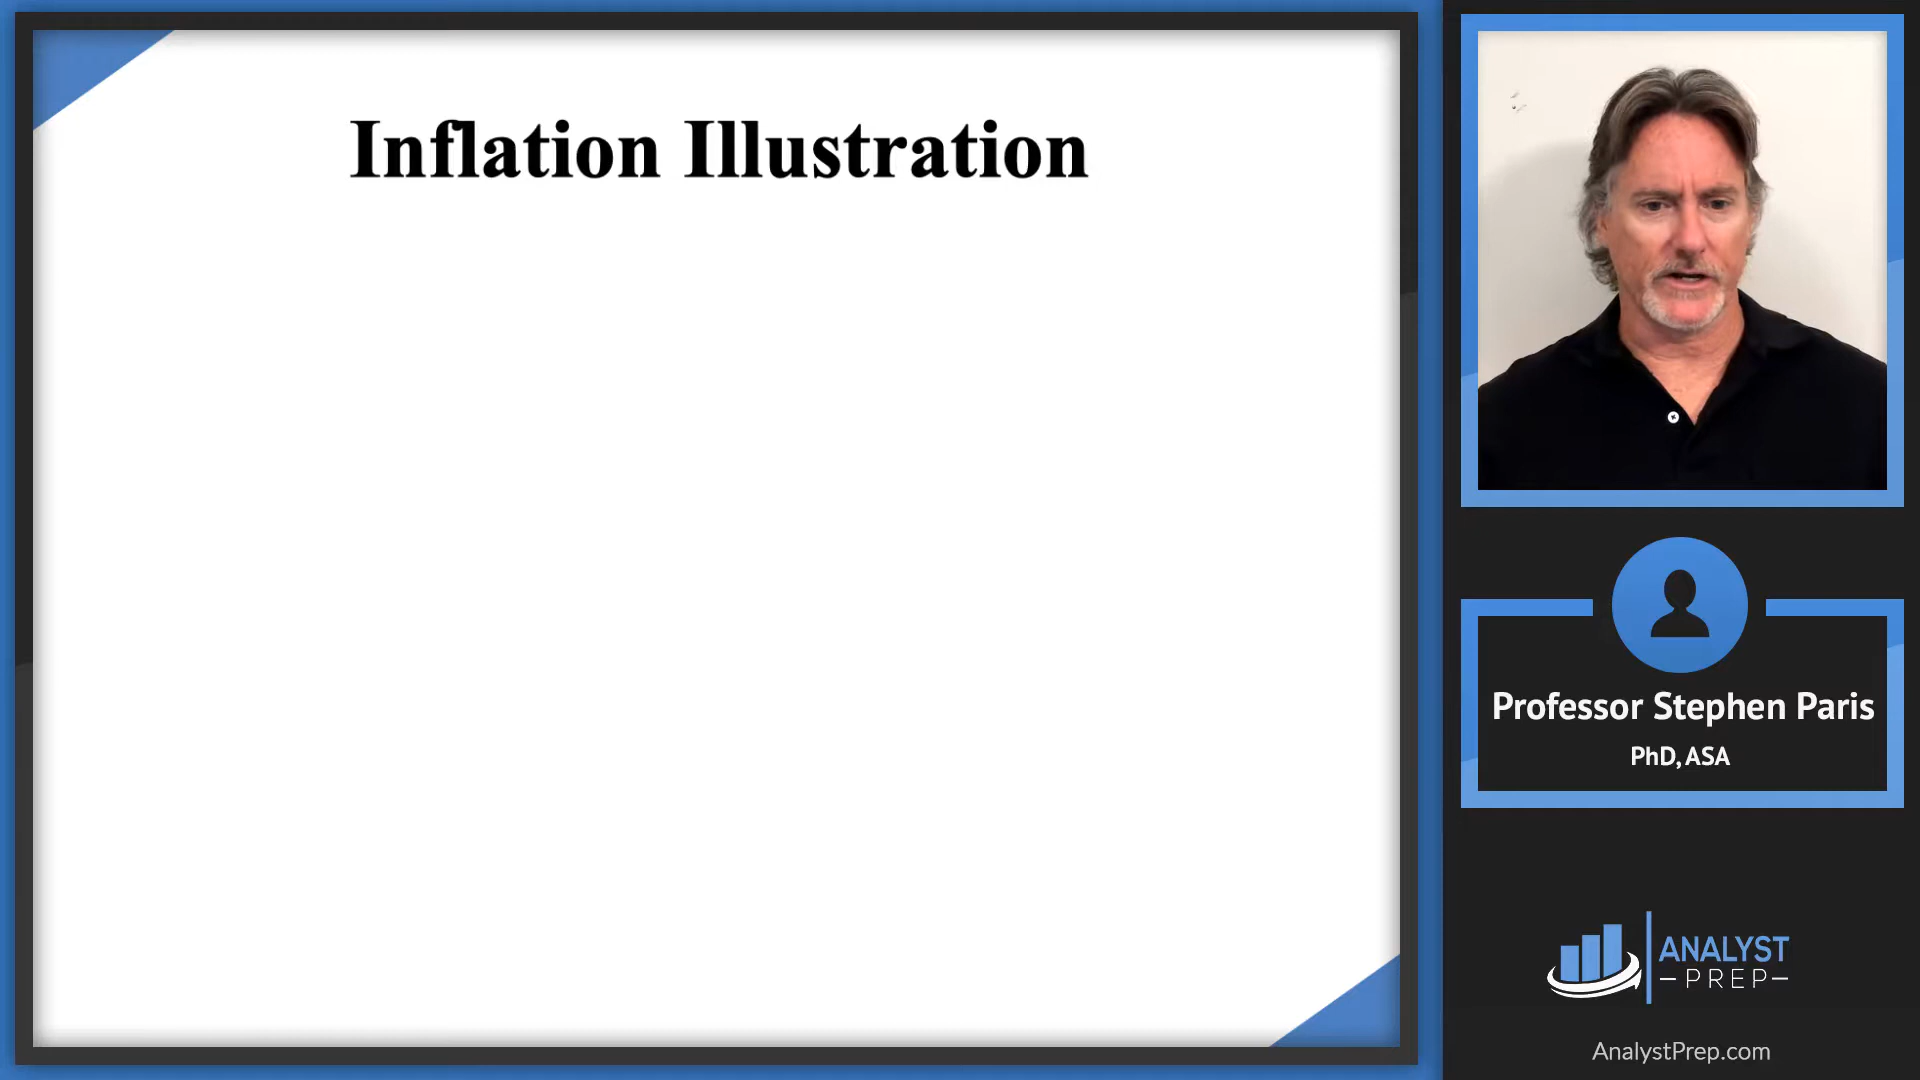 Inflation Illustration
Professor Stephen Paris
PhD, ASA
ANALYST
PREP
AnalystPrep.com